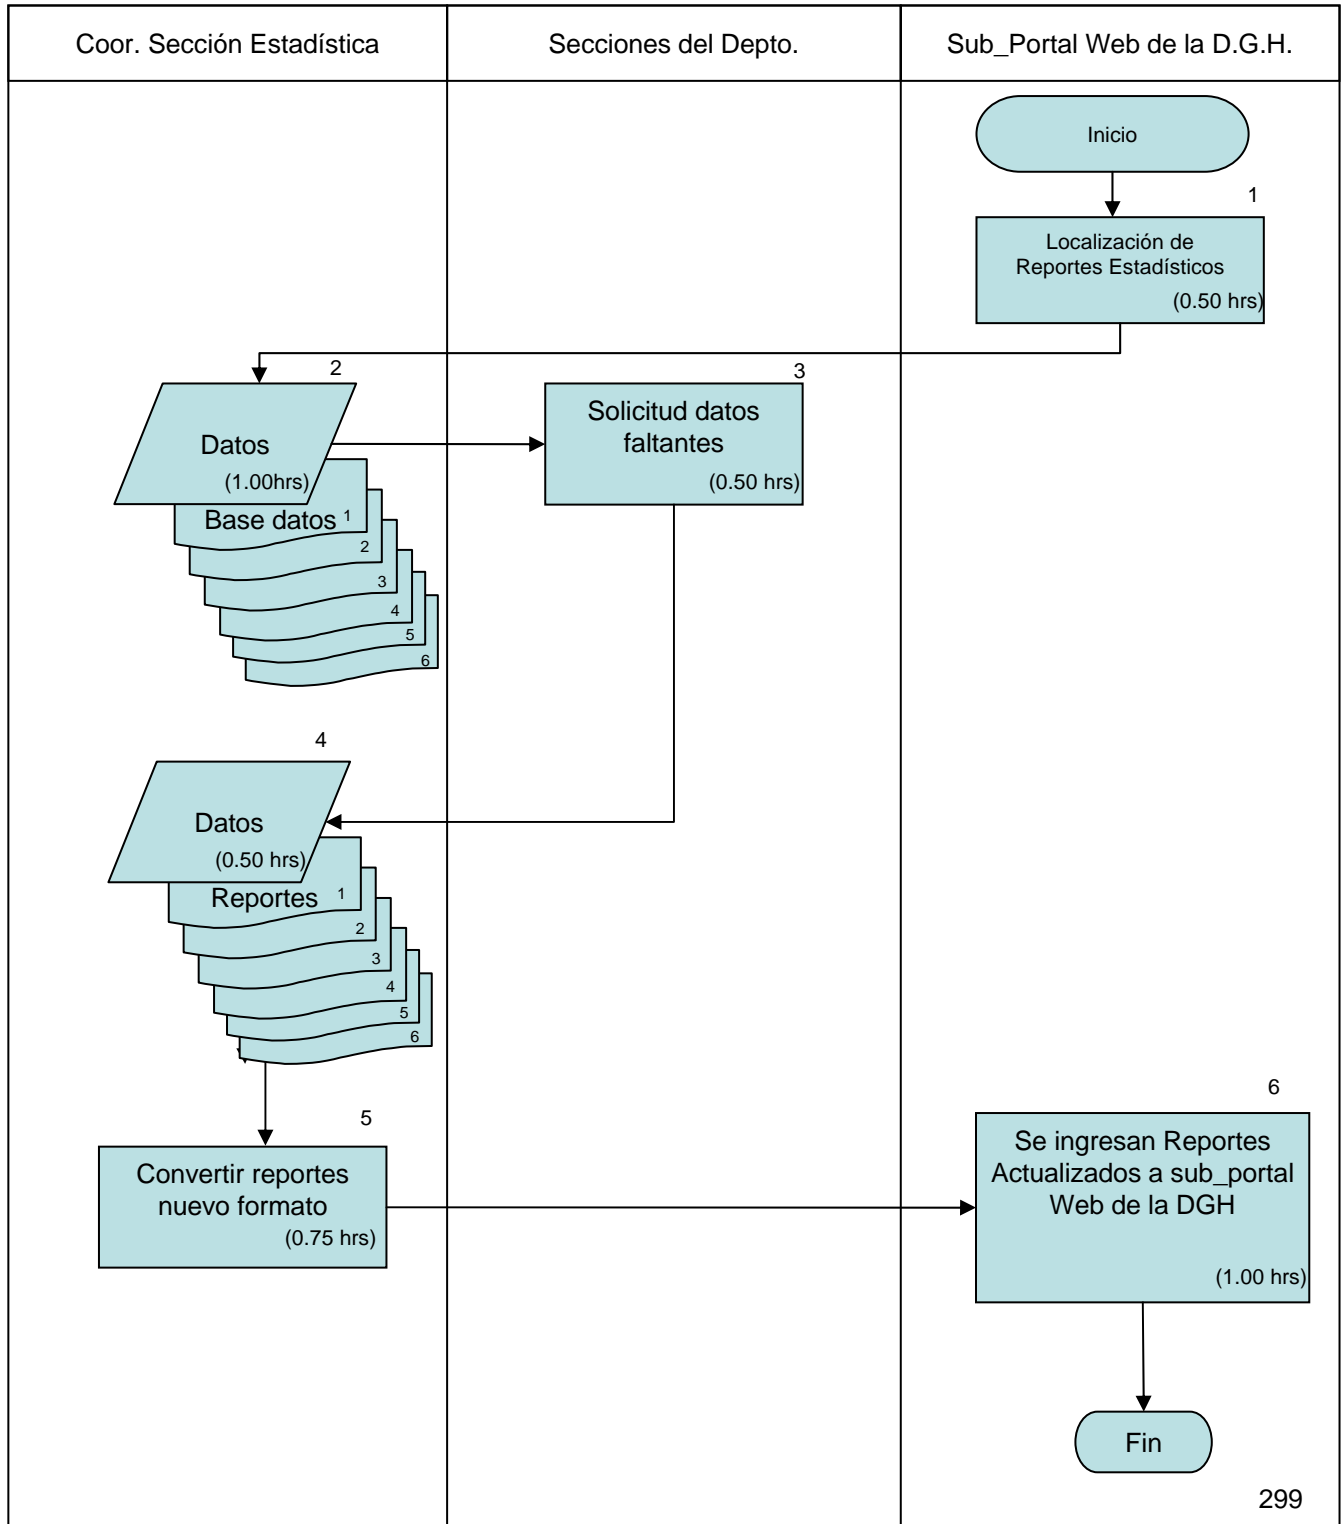 Coor. Sección Estadística
Secciones del Depto.
Sub_Portal Web de la D.G.H.
Inicio
1
Localización de
Reportes Estadísticos
(0.50 hrs)
2
Datos
(1.00hrs)
Base datos
1
2
3
4
5
6
3
Solicitud datos
faltantes
(0.50 hrs)
4
Datos
(0.50 hrs)
Reportes
1
2
3
4
5
6
5
Convertir reportes
nuevo formato
(0.75 hrs)
6
Se ingresan Reportes
Actualizados a sub_portal
Web de la DGH
(1.00 hrs)
Fin
299